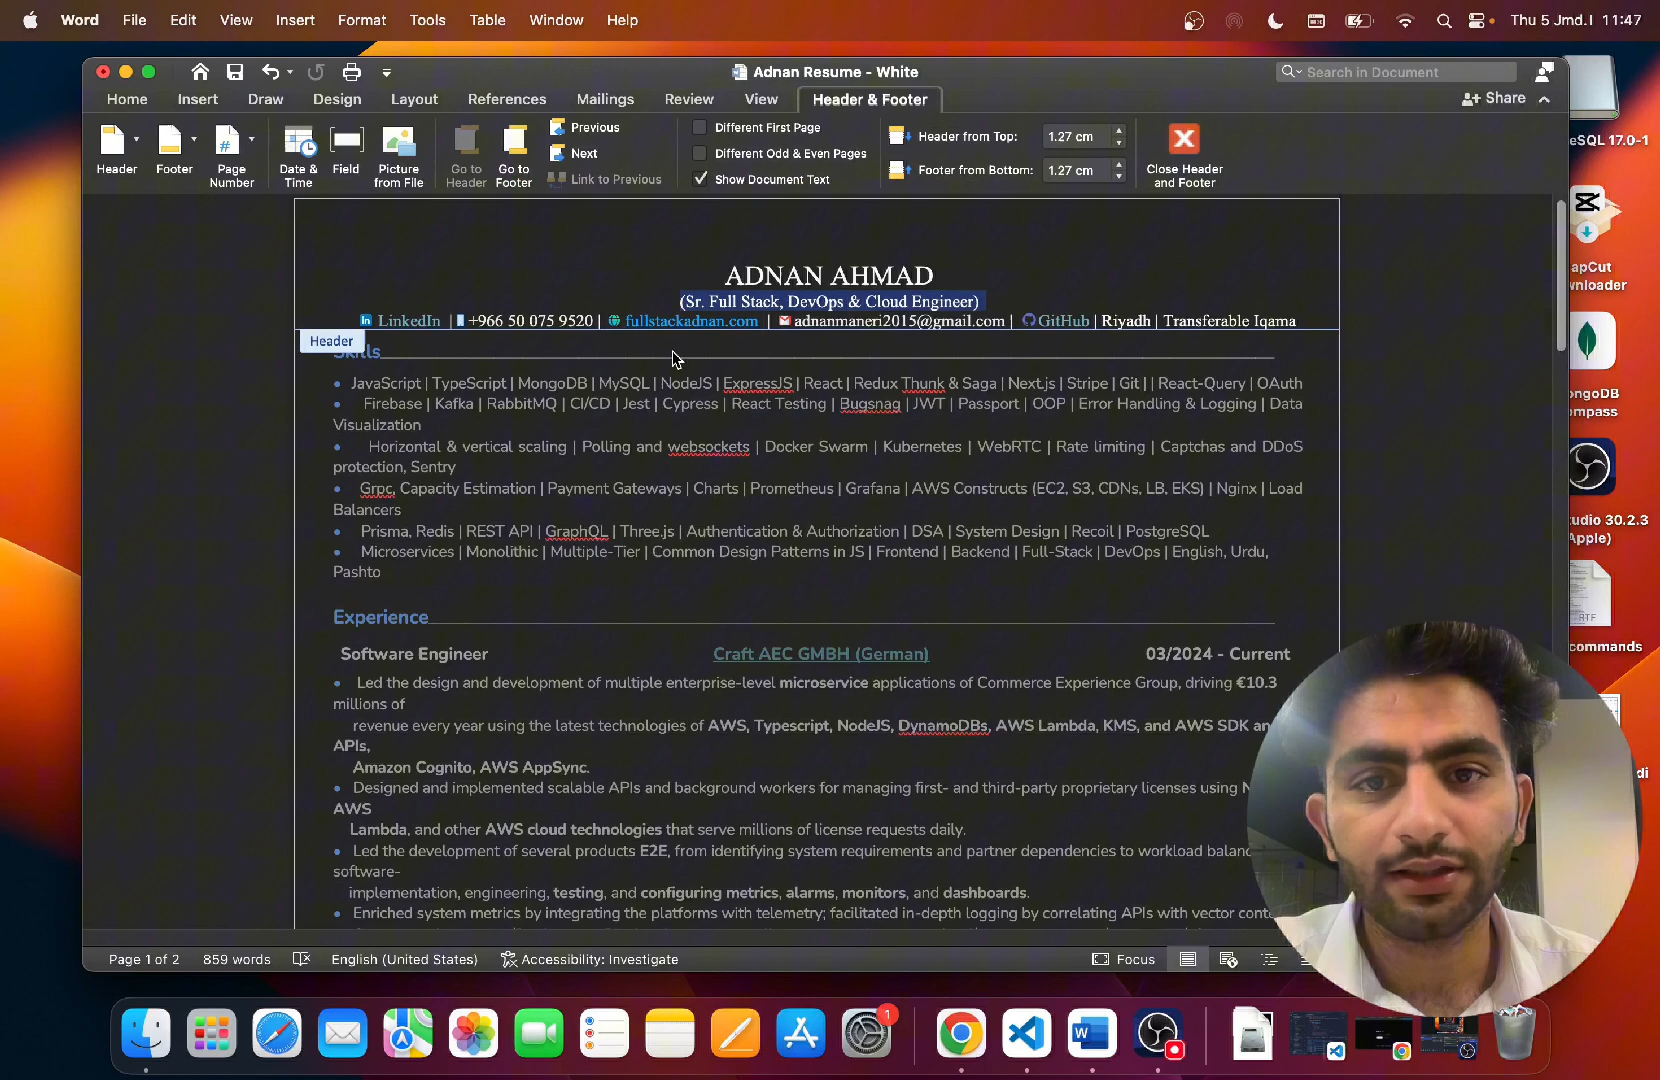 Word File Edit View Insert Format Tools Table Window Help Thu 5 Jmd.I 11:47
Adnan Resume - White
Search in Document
Home Insert Draw Design Layout References Mailings Review View Header & Footer Share
Previous Different First Page Header from Top: 1.27 cm
Next Different Odd & Even Pages
Header Footer Page Number Date & Time Field Picture from File Go to Header Go to Footer Link to Previous Show Document Text Footer from Bottom: 1.27 cm Close Header and Footer
ADNAN AHMAD
(Sr. Full Stack, DevOps & Cloud Engineer)
LinkedIn | +966 50 075 9520 | fullstackadnan.com | adnanmaneri2015@gmail.com | GitHub | Riyadh | Transferable Iqama
Header
Skills
JavaScript | TypeScript | MongoDB | MySQL | NodeJS | ExpressJS | React | Redux Thunk & Saga | Next.js | Stripe | Git | | React-Query | OAuth
Firebase | Kafka | RabbitMQ | CI/CD | Jest | Cypress | React Testing | Bugsnag | JWT | Passport | OOP | Error Handling & Logging | Data
Visualization
Horizontal & vertical scaling | Polling and websockets | Docker Swarm | Kubernetes | WebRTC | Rate limiting | Captchas and DDoS
protection, Sentry
Grpc, Capacity Estimation | Payment Gateways | Charts | Prometheus | Grafana | AWS Constructs (EC2, S3, CDNs, LB, EKS) | Nginx | Load
Balancers
Prisma, Redis | REST API | GraphQL | Three.js | Authentication & Authorization | DSA | System Design | Recoil | PostgreSQL
Microservices | Monolithic | Multiple-Tier | Common Design Patterns in JS | Frontend | Backend | Full-Stack | DevOps | English, Urdu,
Pashto
Experience
Software Engineer Craft AEC GMBH (German) 03/2024 - Current
Led the design and development of multiple enterprise-level microservice applications of Commerce Experience Group, driving €10.3
millions of
revenue every year using the latest technologies of AWS, Typescript, NodeJS, DynamoDBs, AWS Lambda, KMS, and AWS SDK an
APIs,
Amazon Cognito, AWS AppSync.
Designed and implemented scalable APIs and background workers for managing first- and third-party proprietary licenses using N
AWS
Lambda, and other AWS cloud technologies that serve millions of license requests daily.
Led the development of several products E2E, from identifying system requirements and partner dependencies to workload balanc
software-
implementation, engineering, testing, and configuring metrics, alarms, monitors, and dashboards.
Enriched system metrics by integrating the platforms with telemetry; facilitated in-depth logging by correlating APIs with vector cont
Page 1 of 2 859 words English (United States) Accessibility: Investigate Focus
eSQL 17.0-1
apCut
wnloader
ongoDB
ompass
tudio 30.2.3
Apple)
RTF
commands
di
1